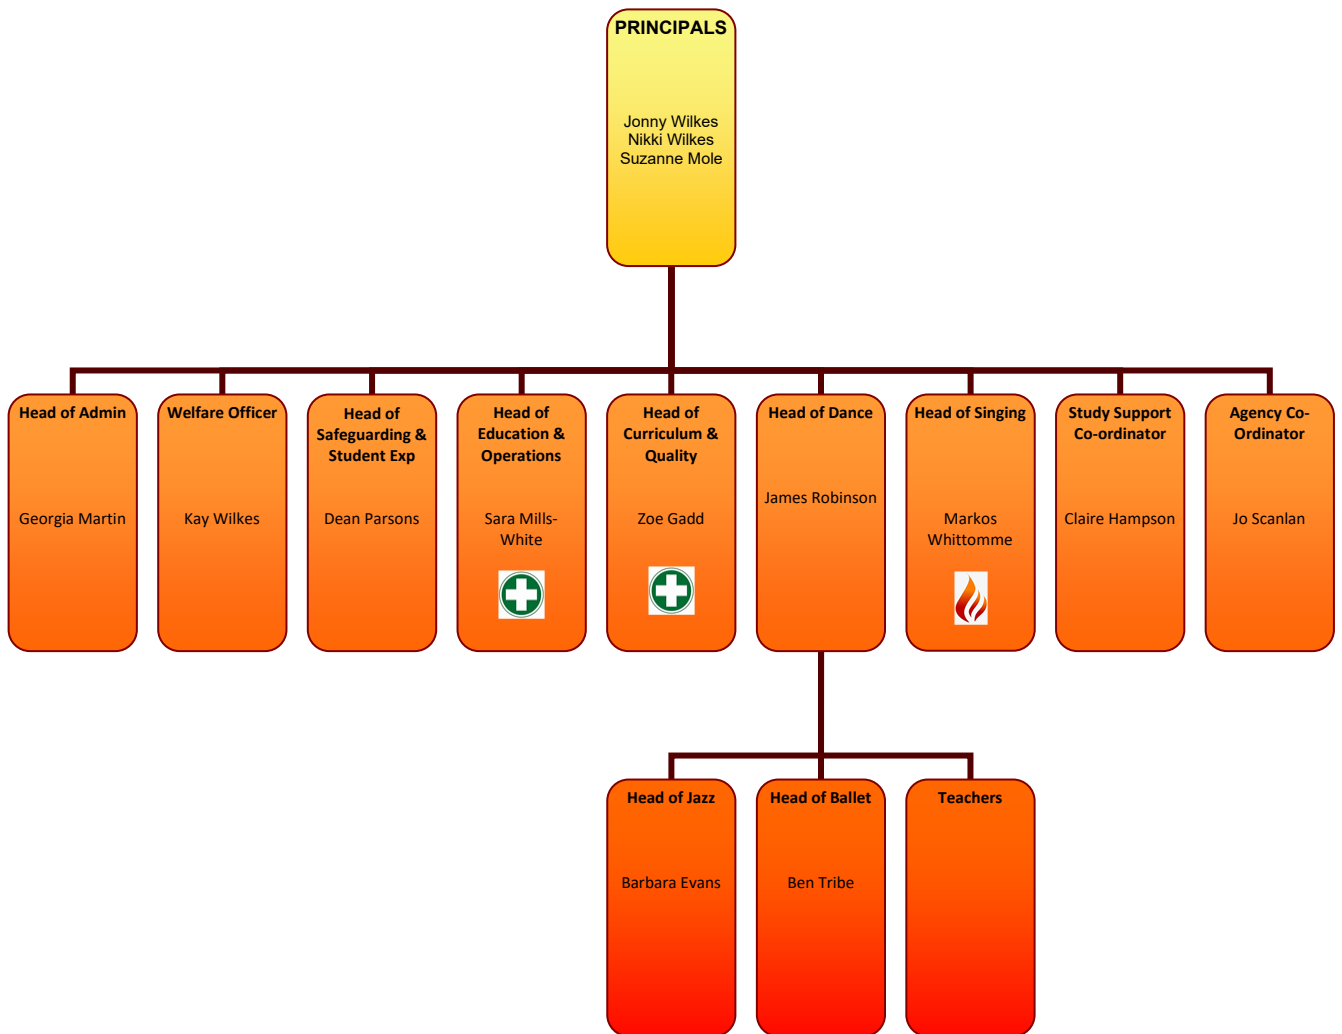 PRINCIPALS
Jonny Wilkes
Nikki Wilkes
Suzanne Mole
Head of Admin
Georgia Martin
Welfare Officer
Kay Wilkes
Head of
Safeguarding &
Student Exp
Dean Parsons
Head of
Education &
Operations
Sara Mills-
White
Head of
Curriculum &
Quality
Zoe Gadd
Head of Dance
James Robinson
Head of Singing
Markos
Whittomme
Study Support
Co-ordinator
Claire Hampson
Agency Co-
Ordinator
Jo Scanlan
Head of Jazz
Barbara Evans
Head of Ballet
Ben Tribe
Teachers